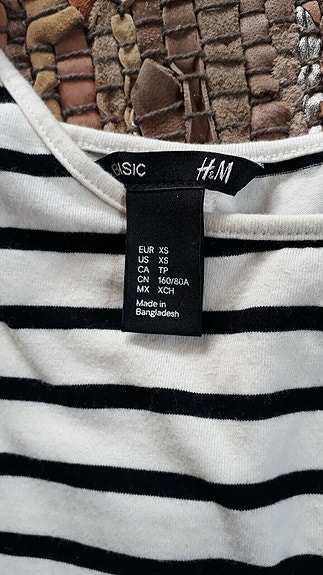 BASIC H&M
EUR XS
US XS
CA TP
CN 160/80A
MX XCH
Made in
Bangladesh